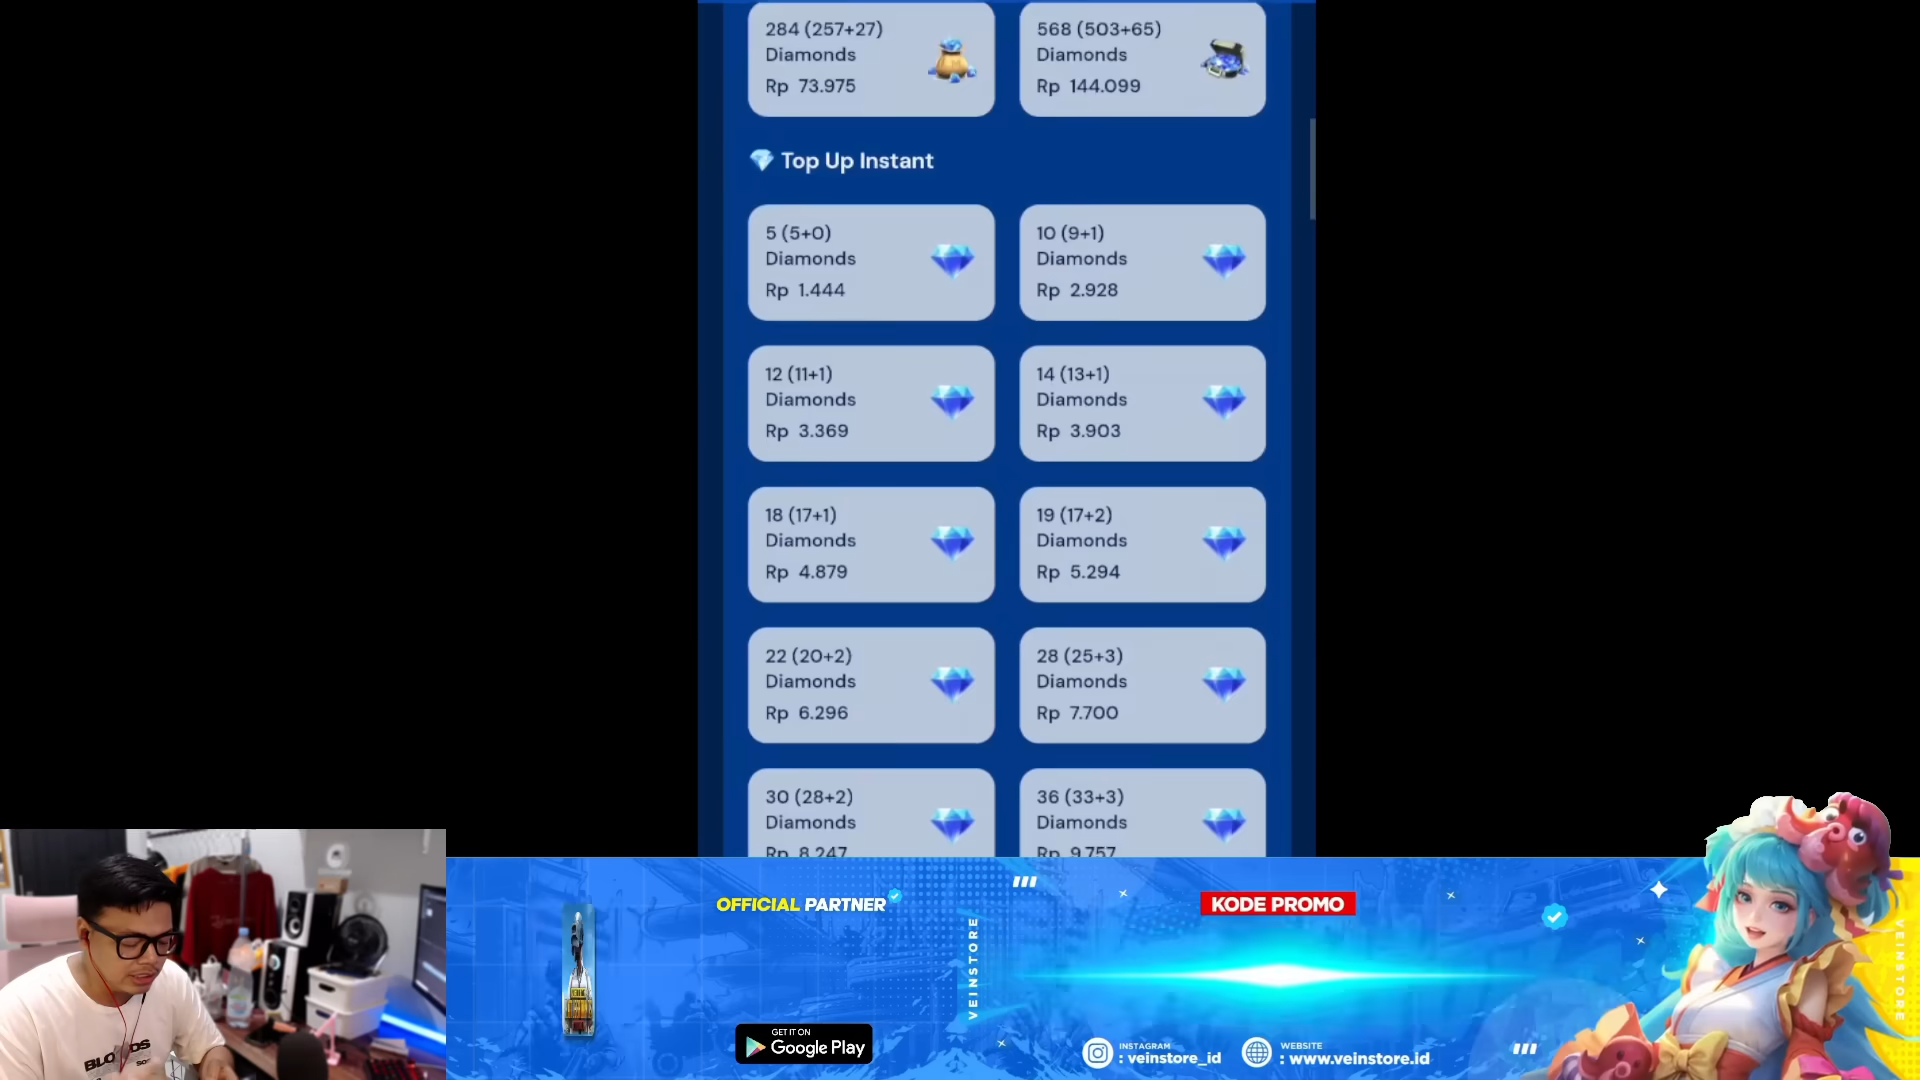 284 (257+27)
Diamonds
Rp 73.975
568 (503+65)
Diamonds
Rp 144.099
Top Up Instant
5 (5+0)
Diamonds
Rp 1.444
10 (9+1)
Diamonds
Rp 2.928
12 (11+1)
Diamonds
Rp 3.369
14 (13+1)
Diamonds
Rp 3.903
18 (17+1)
Diamonds
Rp 4.879
19 (17+2)
Diamonds
Rp 5.294
22 (20+2)
Diamonds
Rp 6.296
28 (25+3)
Diamonds
Rp 7.700
30 (28+2)
Diamonds
Rp 8.247
36 (33+3)
Diamonds
Rp 9.757
OFFICIAL PARTNER
KODE PROMO
VEINSTORE
GET IT ON
Google Play
INSTAGRAM
: veinstore_id
WEBSITE
: www.veinstore.id
VEINSTORE